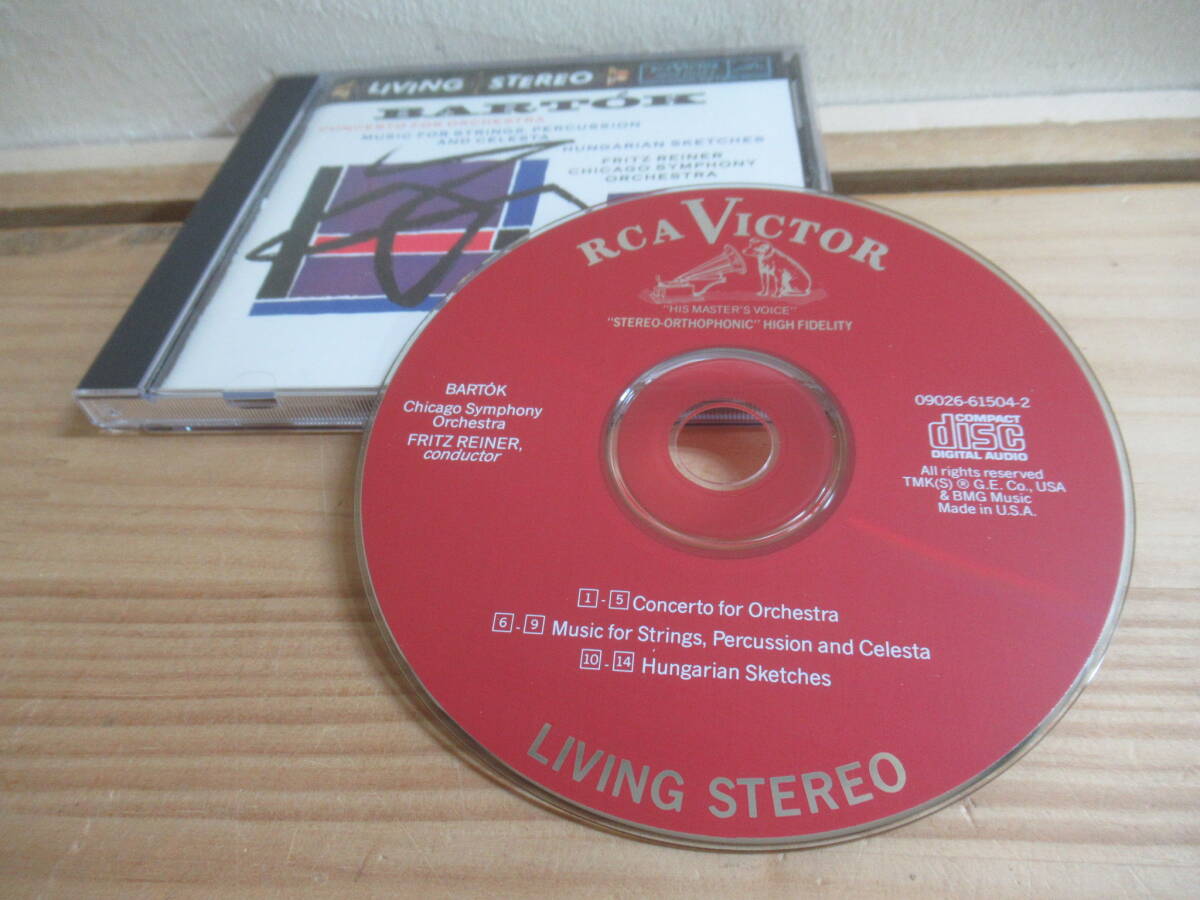 LIVING STEREO
BARTÓK
CONCERTO FOR ORCHESTRA
MUSIC FOR STRINGS, PERCUSSION
AND CELESTA
HUNGARIAN SKETCHES
FRITZ REINER
CHICAGO SYMPHONY
ORCHESTRA
RCA VICTOR
"HIS MASTER'S VOICE"
"STEREO-ORTHOPHONIC" HIGH FIDELITY
BARTÓK
Chicago Symphony
Orchestra
FRITZ REINER,
conductor
09026-61504-2
COMPACT
disc
DIGITAL AUDIO
All rights reserved
TMK(S) ® G.E. Co., USA
& BMG Music
Made in U.S.A.
1 - 5 Concerto for Orchestra
6 - 9 Music for Strings, Percussion and Celesta
10 - 14 Hungarian Sketches
LIVING STEREO